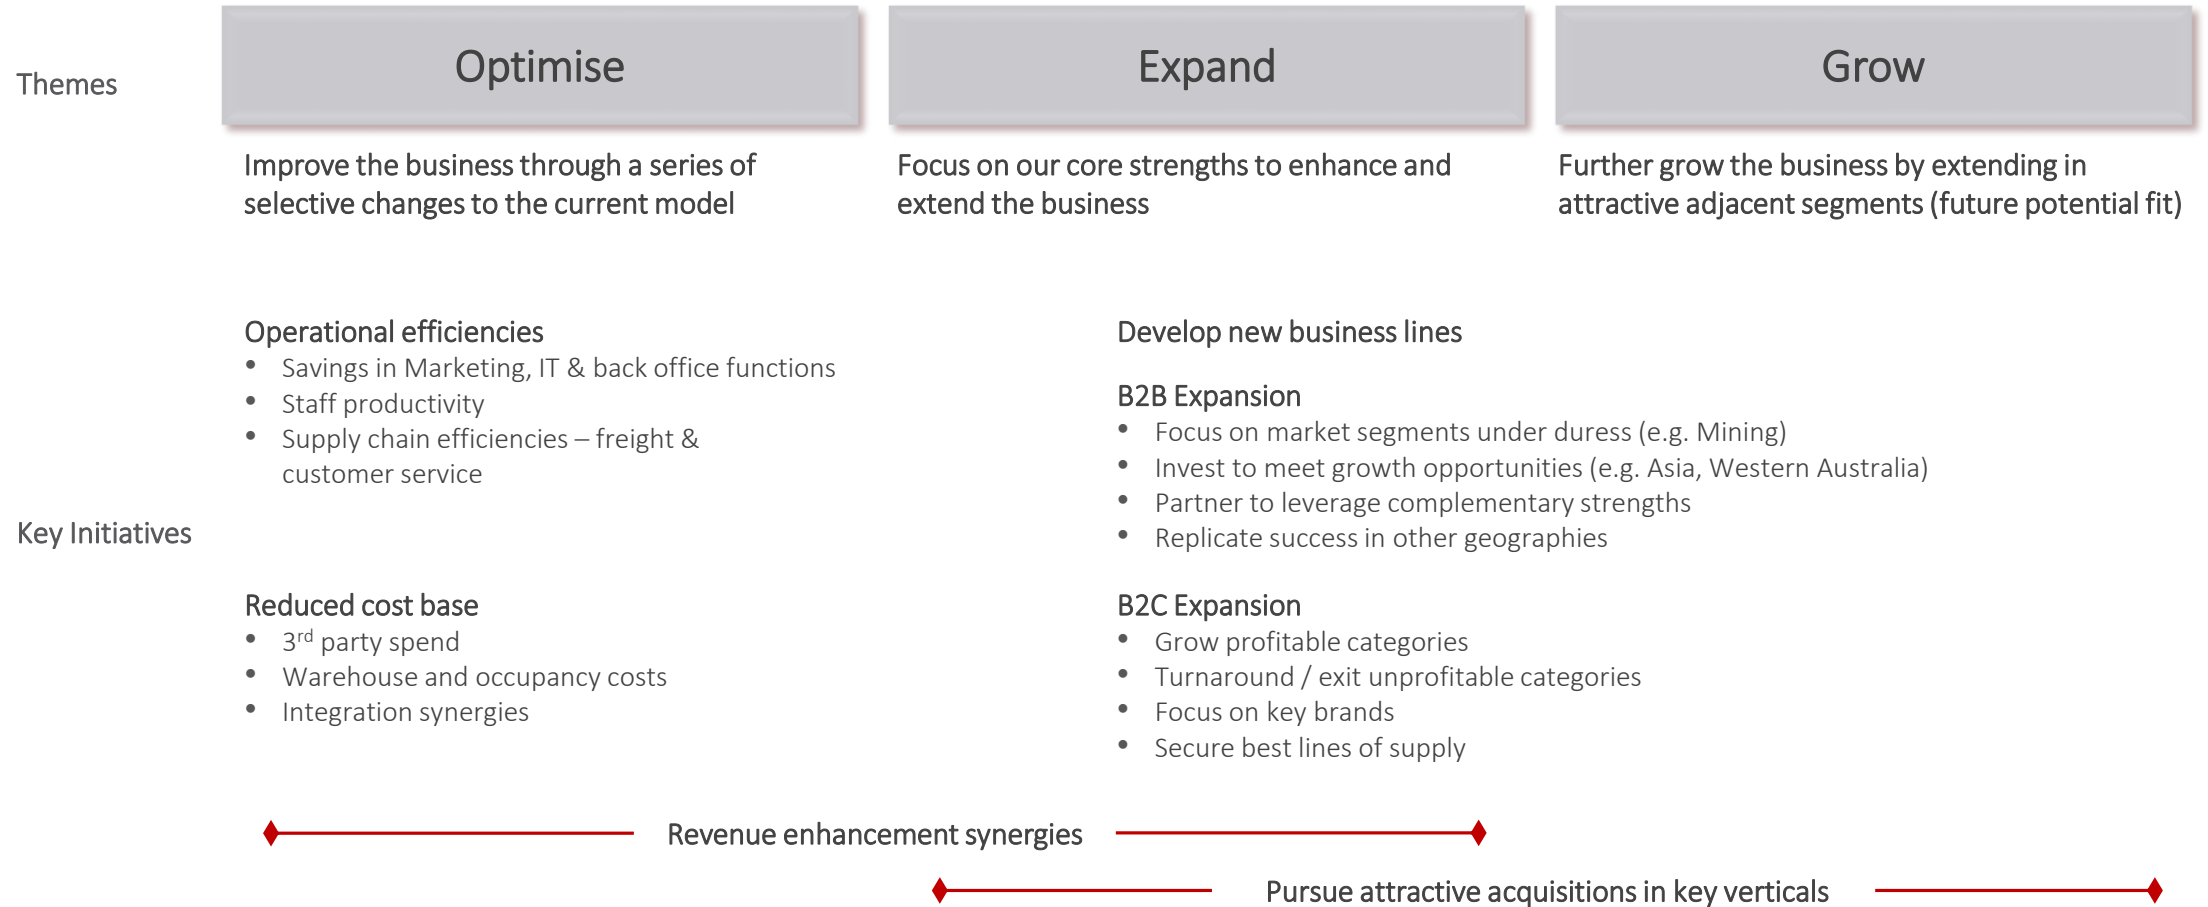 Themes
Optimise
Expand
Grow
Improve the business through a series of
selective changes to the current model
Focus on our core strengths to enhance and
extend the business
Further grow the business by extending in
attractive adjacent segments (future potential fit)
Key Initiatives
Operational efficiencies
• Savings in Marketing, IT & back office functions
• Staff productivity
• Supply chain efficiencies – freight &
customer service
Reduced cost base
• 3rd party spend
• Warehouse and occupancy costs
• Integration synergies
Develop new business lines
B2B Expansion
• Focus on market segments under duress (e.g. Mining)
• Invest to meet growth opportunities (e.g. Asia, Western Australia)
• Partner to leverage complementary strengths
• Replicate success in other geographies
B2C Expansion
• Grow profitable categories
• Turnaround / exit unprofitable categories
• Focus on key brands
• Secure best lines of supply
Revenue enhancement synergies
Pursue attractive acquisitions in key verticals